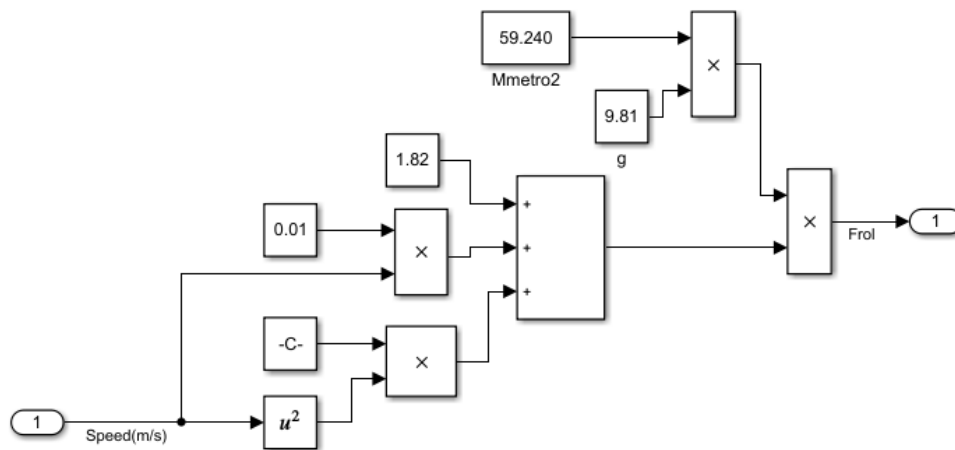 59.240
×
Mmetro2
9.81
g
1.82
+
×
1
Frol
0.01
×
+
+
-C-
×
1
Speed(m/s)
u²